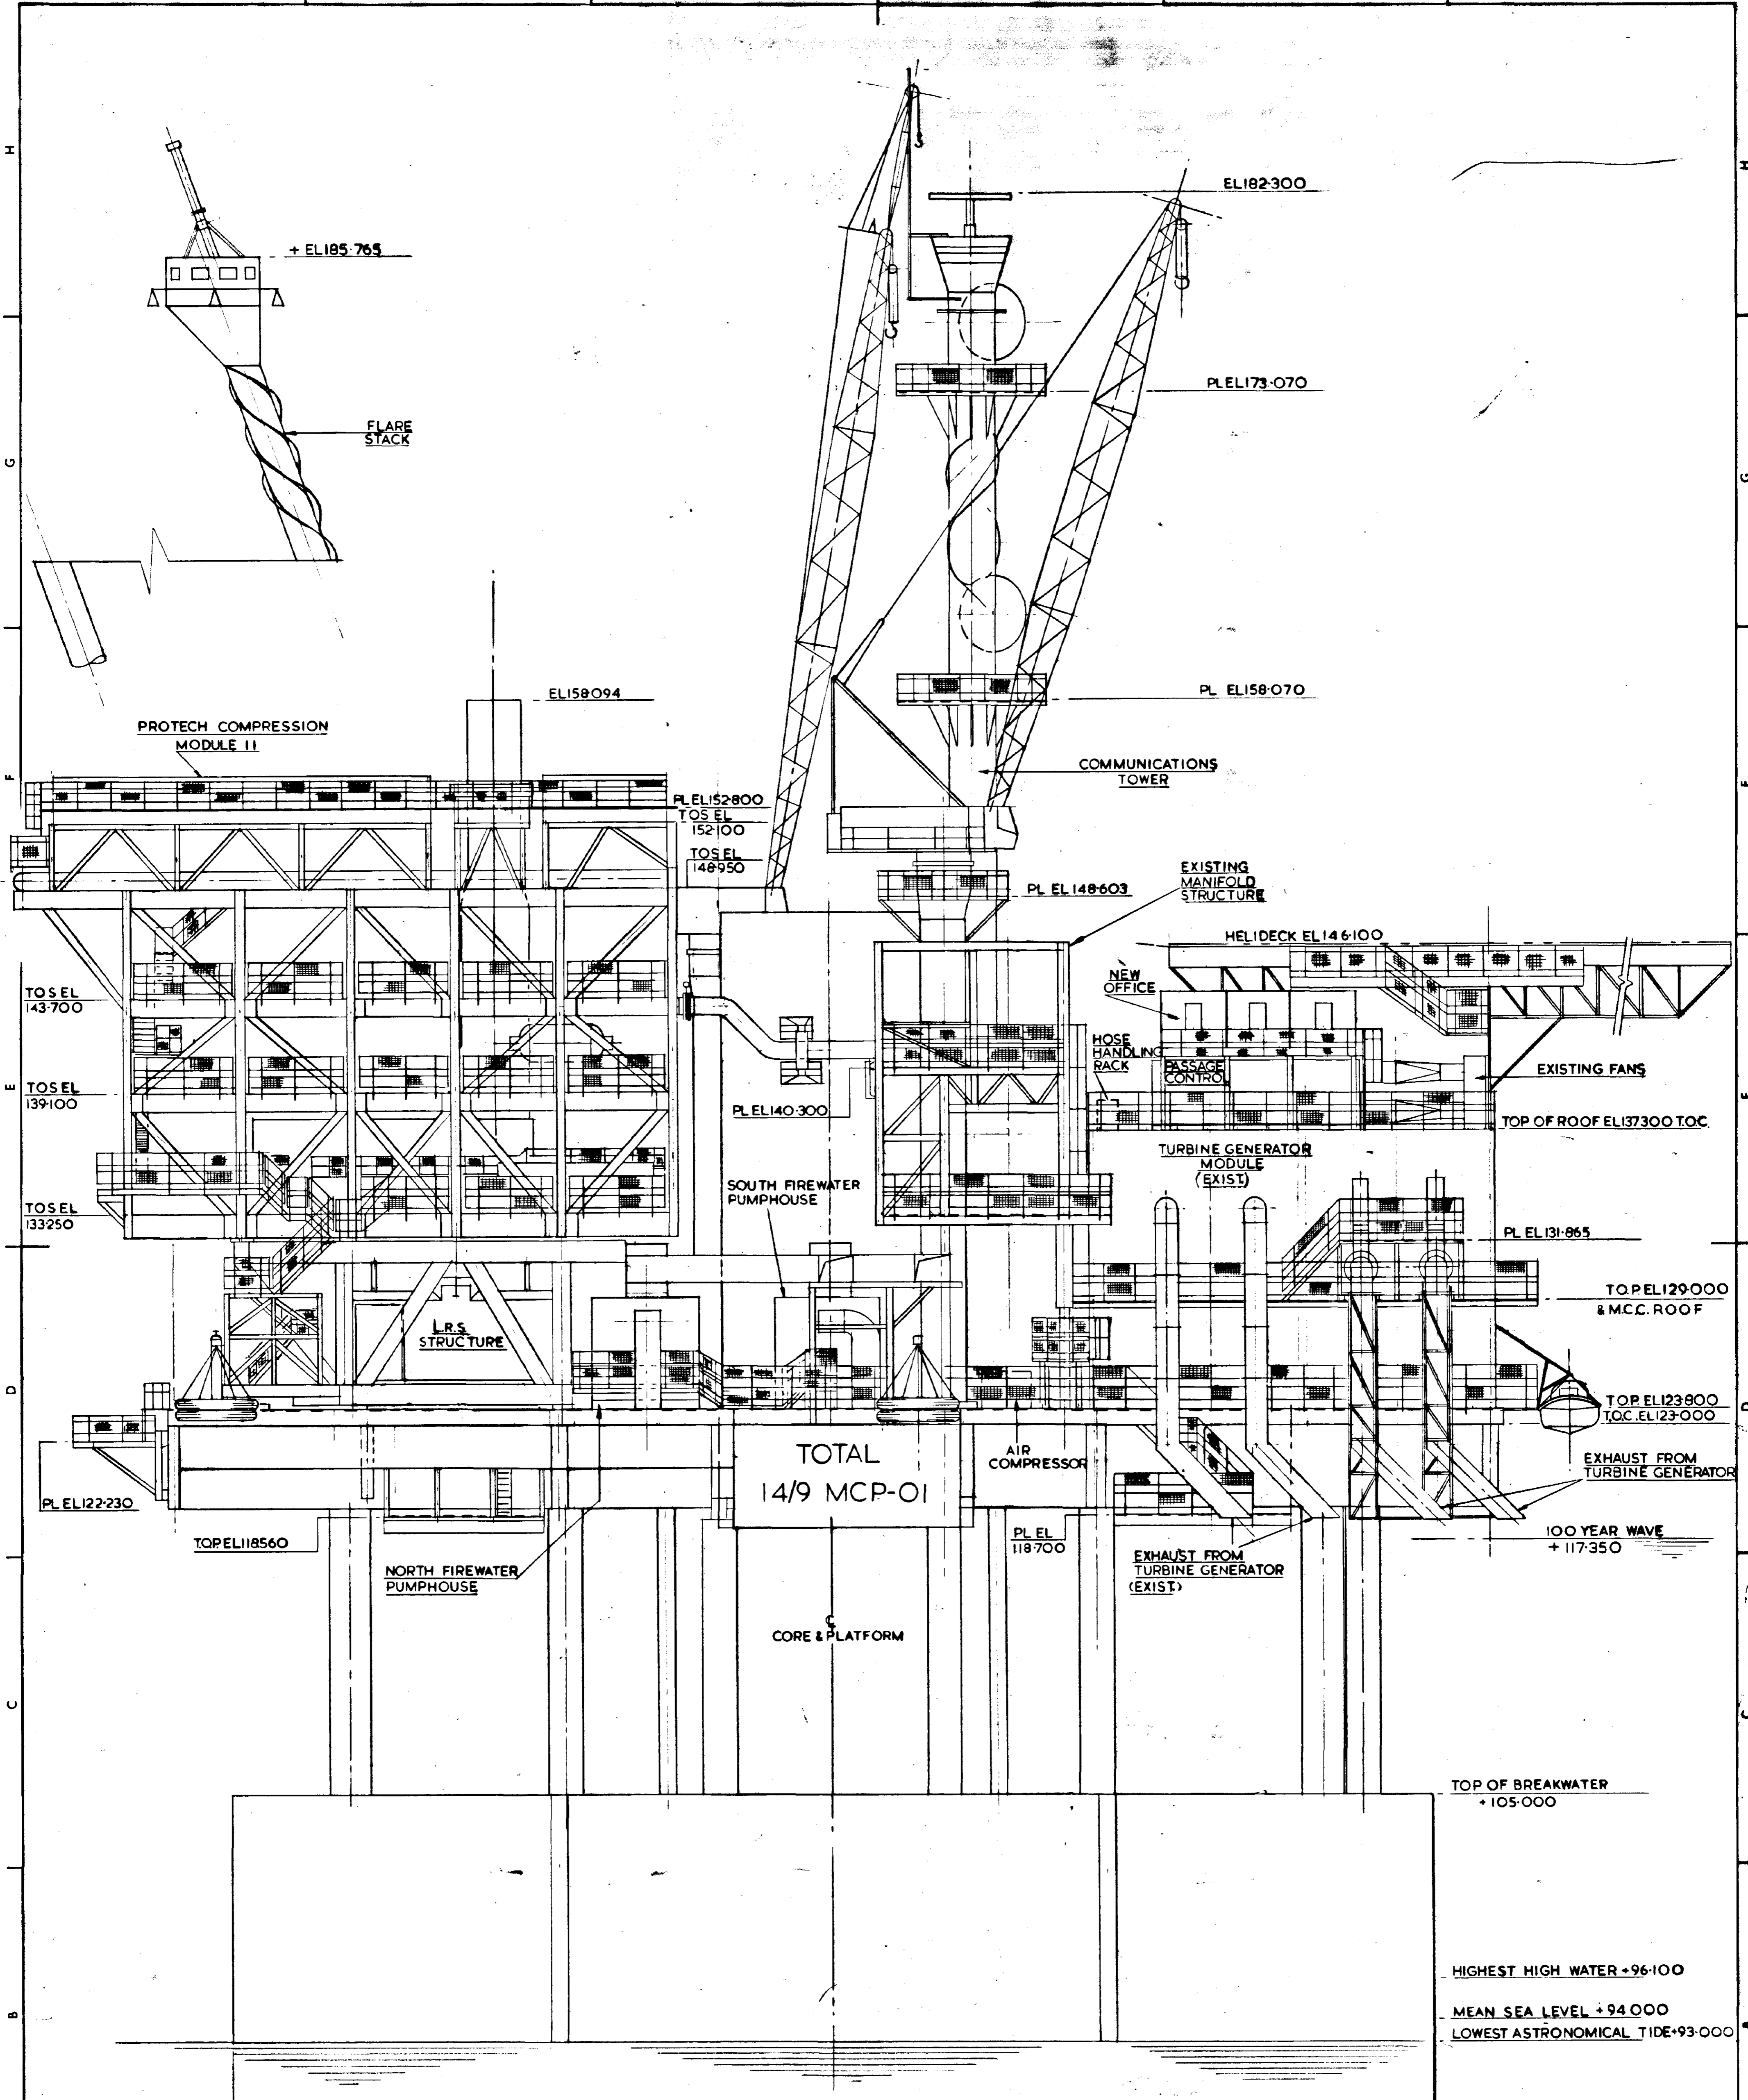 H
H
EL182·300
+ EL185·765
PL EL173·070
FLARE
STACK
G
G
EL158·094
PL EL158·070
PROTECH COMPRESSION
MODULE 11
COMMUNICATIONS
TOWER
F
F
PL EL152·800
TOS EL
152·100
TOS EL
148·950
EXISTING
MANIFOLD
STRUCTURE
PL EL 148·603
HELIDECK EL 146·100
NEW
OFFICE
TOS EL
143·700
HOSE
HANDLING
RACK
PASSAGE
CONTROL
EXISTING FANS
E
E
TOS EL
139·100
PL EL140·300
TOP OF ROOF EL137300 T.O.C.
TURBINE GENERATOR
MODULE
(EXIST.)
SOUTH FIREWATER
PUMPHOUSE
TOS EL
133·250
PL EL131·865
T.O.P. EL129·000
& M.C.C. ROOF
L.R.S.
STRUCTURE
D
D
T.O.P. EL123·800
T.O.C. EL123·000
TOTAL
14/9 MCP-01
AIR
COMPRESSOR
EXHAUST FROM
TURBINE GENERATOR
PL EL122·230
T.O.P. EL118560
PL EL
118·700
100 YEAR WAVE
+ 117·350
NORTH FIREWATER
PUMPHOUSE
EXHAUST FROM
TURBINE GENERATOR
(EXIST.)
CORE & PLATFORM
C
C
TOP OF BREAKWATER
+ 105·000
HIGHEST HIGH WATER +96·100
B
MEAN SEA LEVEL +94·000
LOWEST ASTRONOMICAL TIDE+93·000